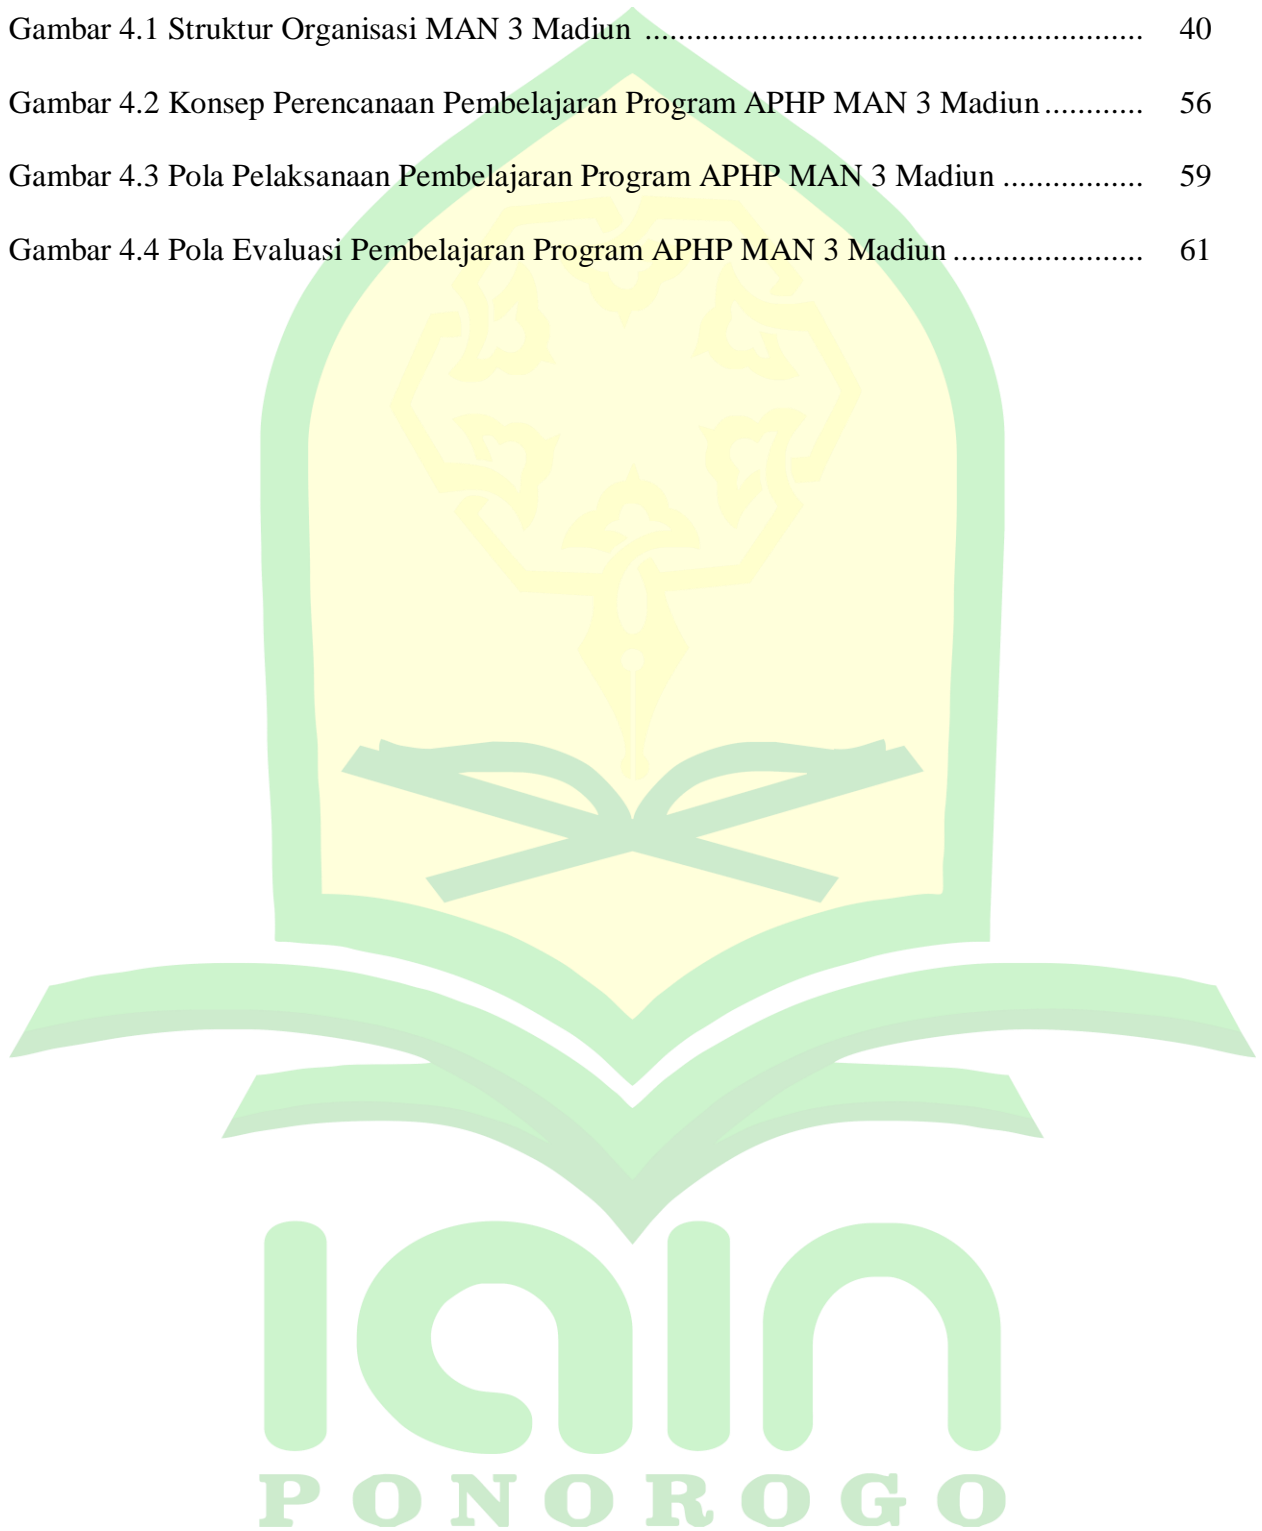 Gambar 4.1 Struktur Organisasi MAN 3 Madiun ............................................................ 40
Gambar 4.2 Konsep Perencanaan Pembelajaran Program APHP MAN 3 Madiun ............ 56
Gambar 4.3 Pola Pelaksanaan Pembelajaran Program APHP MAN 3 Madiun ................. 59
Gambar 4.4 Pola Evaluasi Pembelajaran Program APHP MAN 3 Madiun ....................... 61
IAIN
PONOROGO